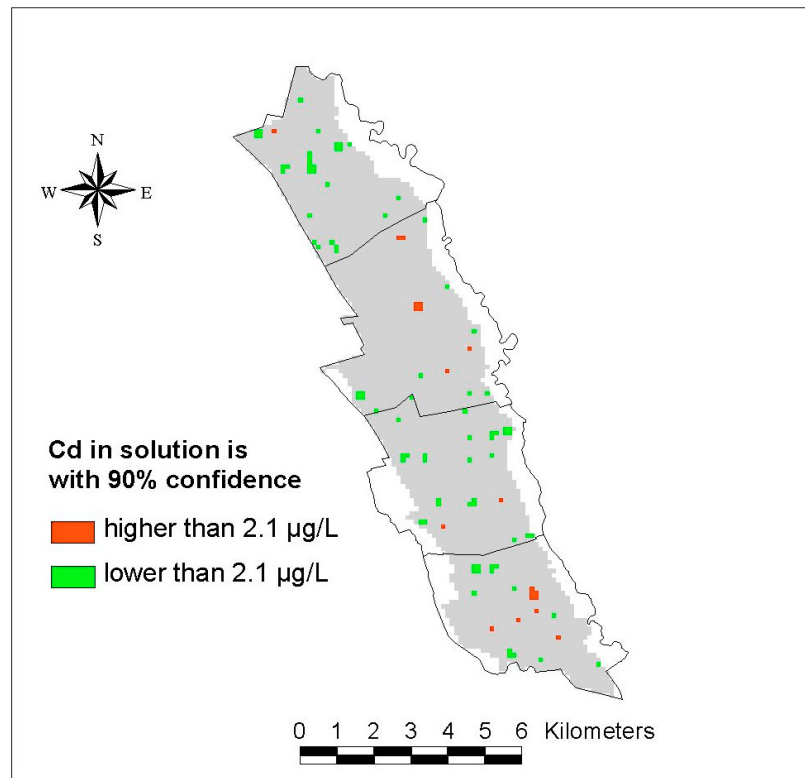 N
W E
S
Cd in solution is
with 90% confidence
higher than 2.1 µg/L
lower than 2.1 µg/L
0 1 2 3 4 5 6 Kilometers